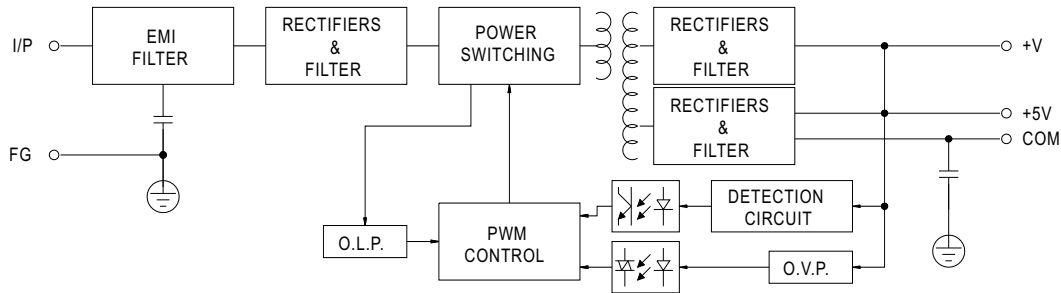 I/P
EMI
FILTER
RECTIFIERS
&
FILTER
POWER
SWITCHING
RECTIFIERS
&
FILTER
+V
RECTIFIERS
&
FILTER
+5V
COM
FG
DETECTION
CIRCUIT
O.L.P.
PWM
CONTROL
O.V.P.